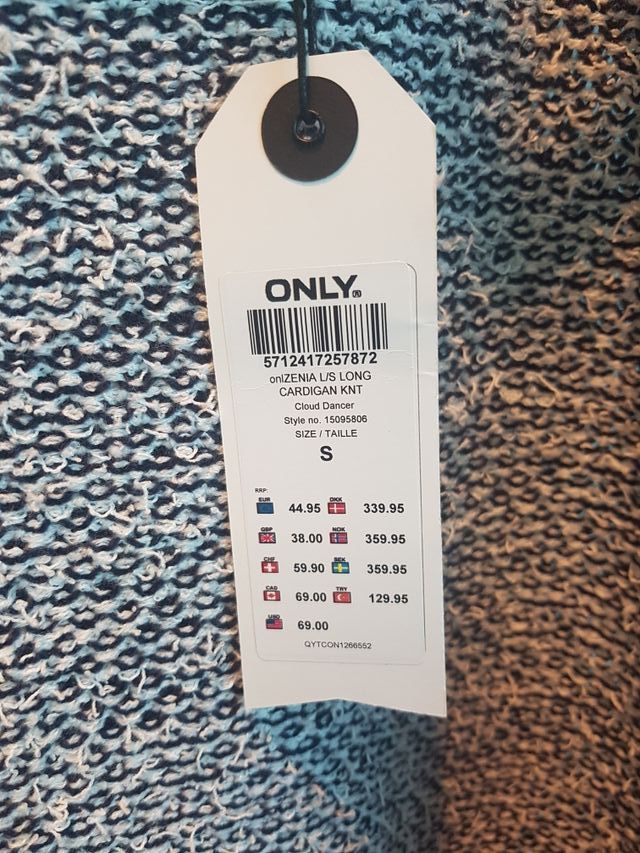 ONLY®
5712417257872
onlZENIA L/S LONG
CARDIGAN KNT
Cloud Dancer
Style no. 15095806
SIZE / TAILLE
S
RRP:
EUR 44.95 DKK 339.95
GBP 38.00 NOK 359.95
CHF 59.90 SEK 359.95
CAD 69.00 TRY 129.95
USD 69.00
QYTCON1266552